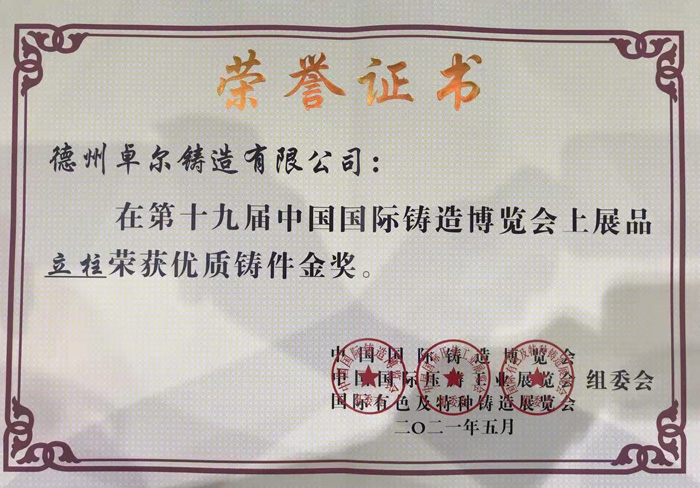 荣誉证书
德州卓尔铸造有限公司：
在第十九届中国国际铸造博览会上展品
立柱荣获优质铸件金奖。
中国国际铸造博览会
中国国际压铸工业展览会 组委会
国际有色及特种铸造展览会
二〇二一年五月